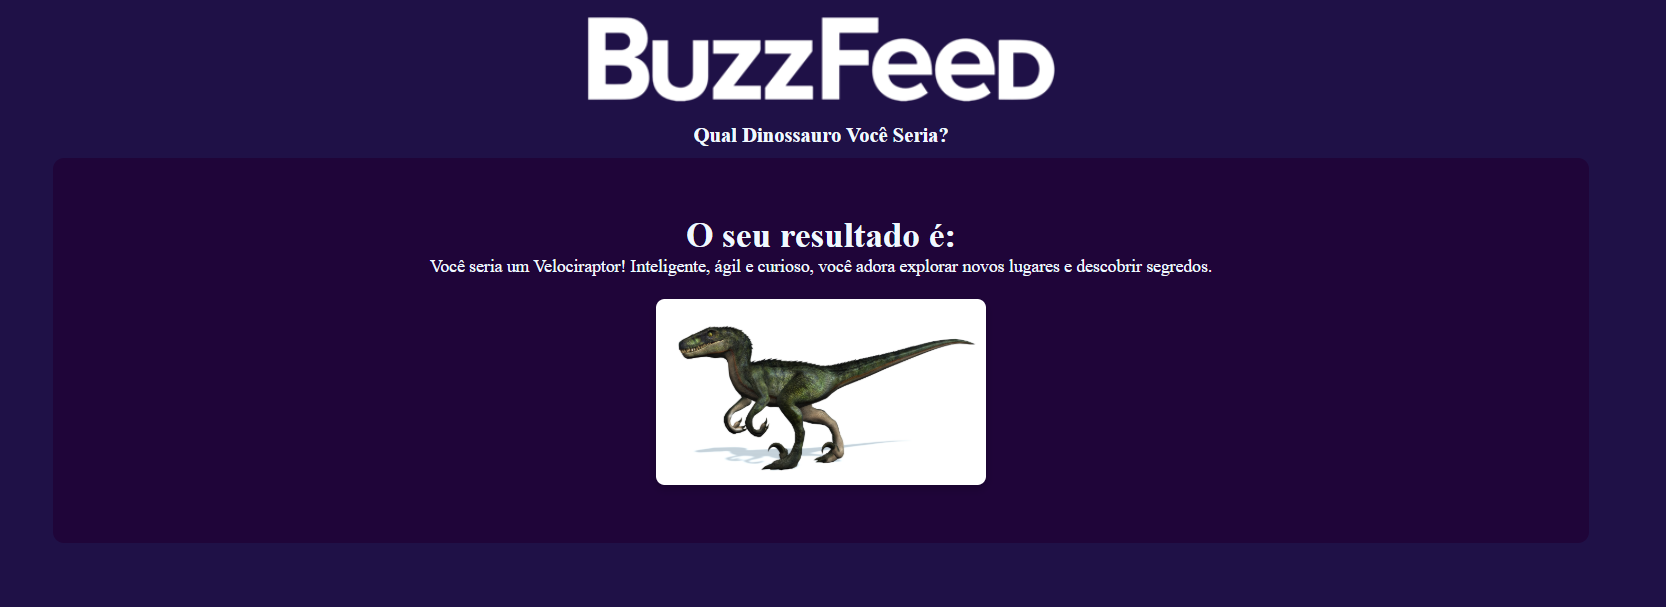 BuzzFeed
Qual Dinossauro Você Seria?
O seu resultado é:
Você seria um Velociraptor! Inteligente, ágil e curioso, você adora explorar novos lugares e descobrir segredos.